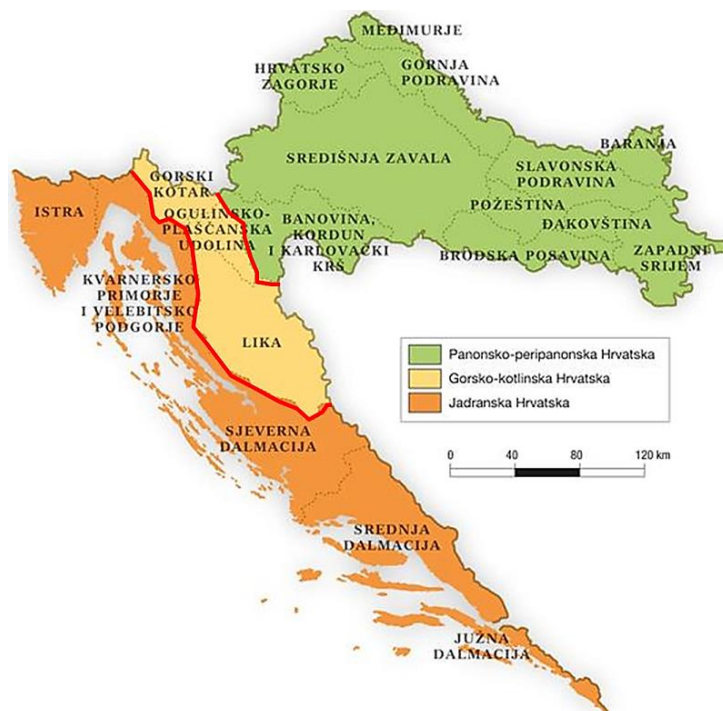 MEĐIMURJE
HRVATSKO
ZAGORJE
GORNJA
PODRAVINA
SREDIŠNJA ZAVALA
BARANJA
SLAVONSKA
PODRAVINA
POŽEŠTINA
ĐAKOVŠTINA
BRODSKA POSAVINA
ZAPADNI
SRIJEM
GORSKI
KOTAR
ISTRA
OGULINSKO-
PLAŠČANSKA
UDOLINA
BANOVINA,
KORDUN
I KARLOVAČKI
KRŠ
KVARNERSKO
PRIMORJE
I VELEBITSKO
PODGORJE
LIKA
Panonsko-peripanonska Hrvatska
Gorsko-kotlinska Hrvatska
Jadranska Hrvatska
0 40 80 120 km
SJEVERNA
DALMACIJA
SREDNJA
DALMACIJA
JUŽNA
DALMACIJA